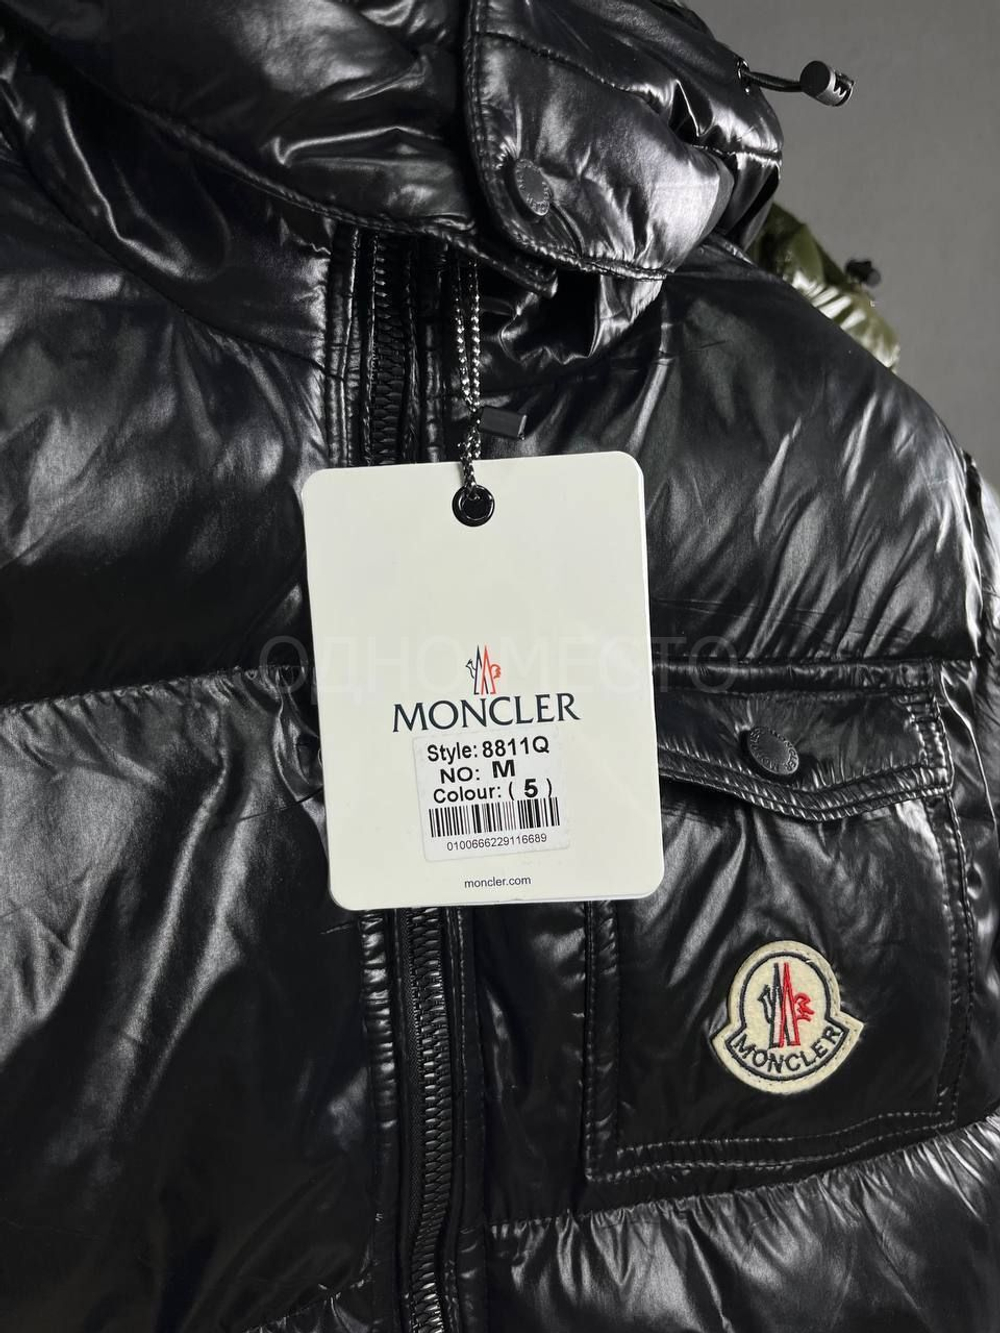 ОДНО МЕСТО
MONCLER
Style: 8811Q
NO: M
Colour: ( 5 )
0100666229116689
moncler.com
MONCLER